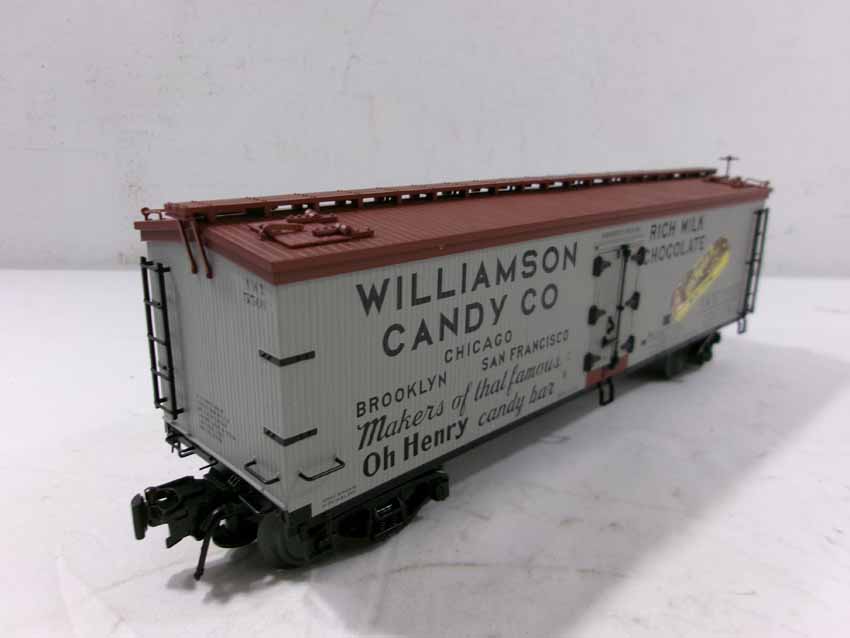 WILLIAMSON
CANDY CO
CHICAGO
BROOKLYN SAN FRANCISCO
Makers of that famous
Oh Henry candy bar
RICH MILK
CHOCOLATE